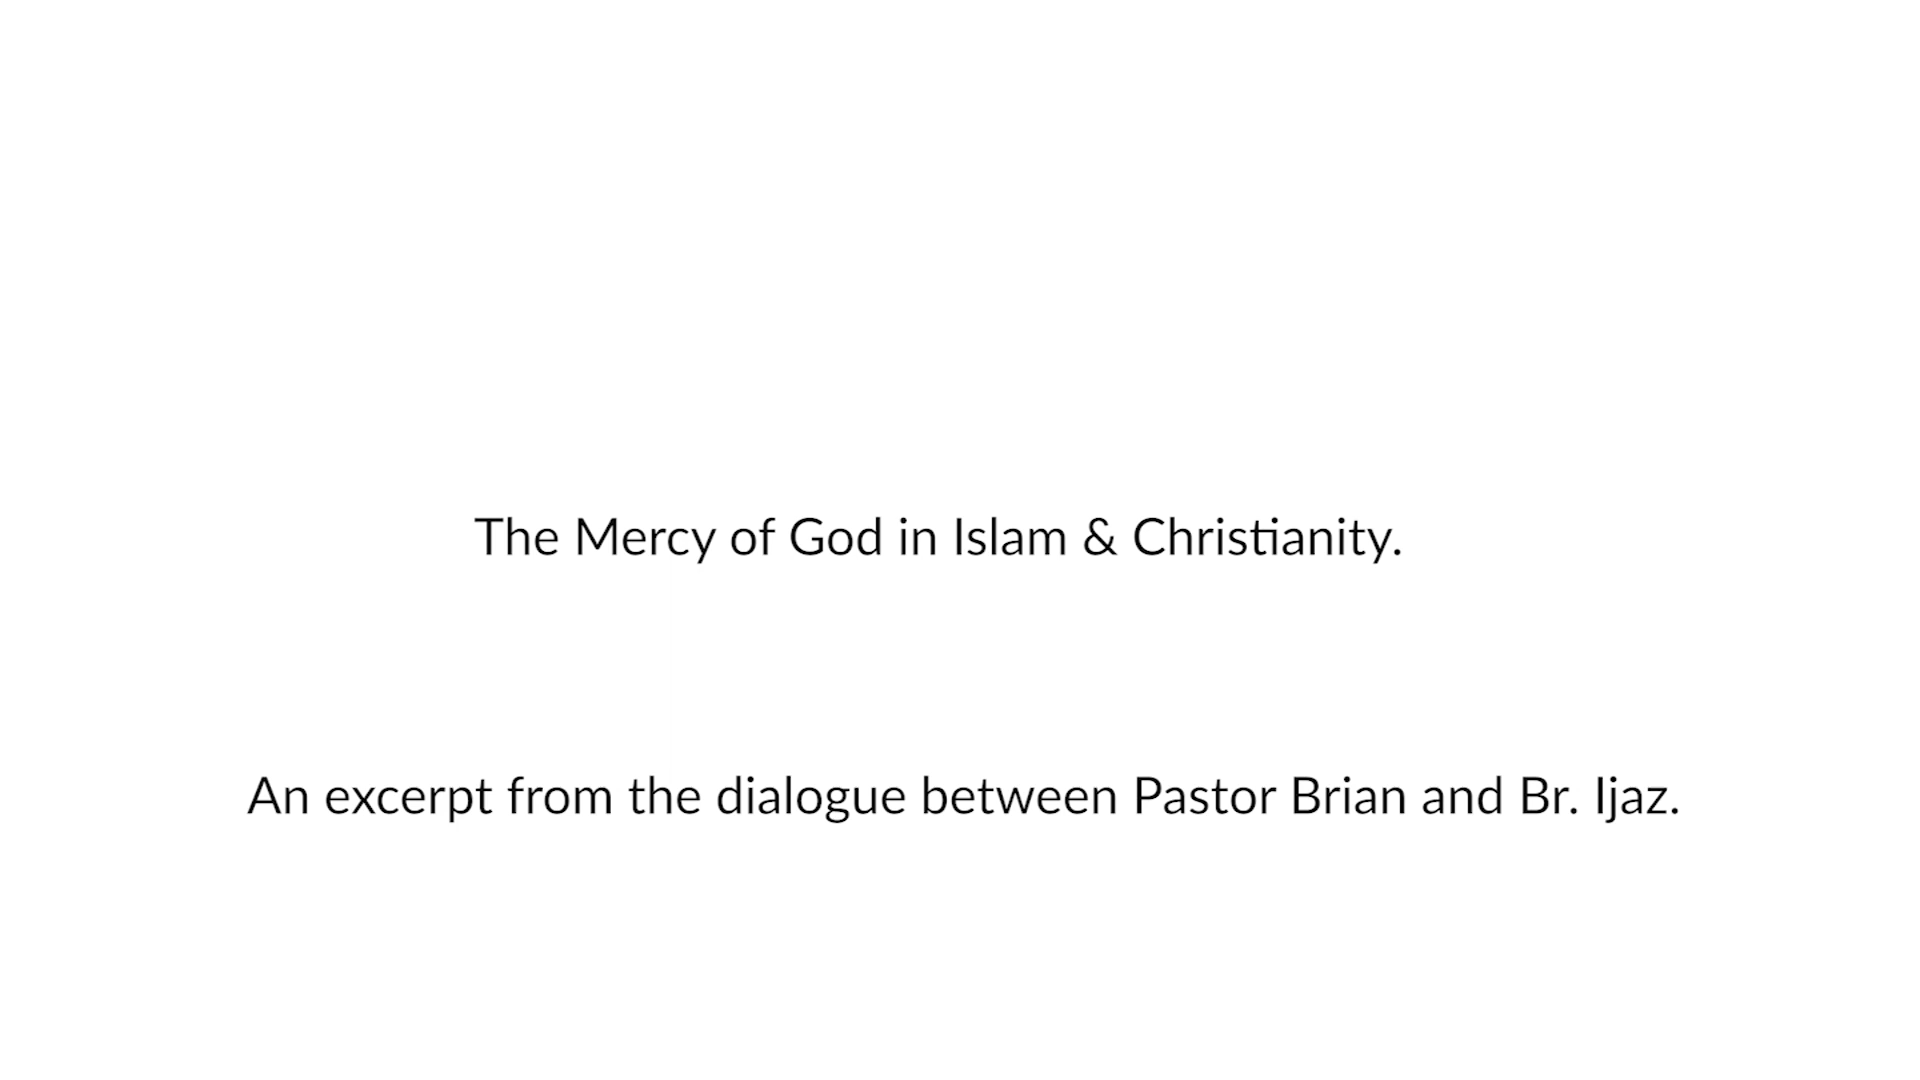 The Mercy of God in Islam & Christianity.
An excerpt from the dialogue between Pastor Brian and Br. Ijaz.